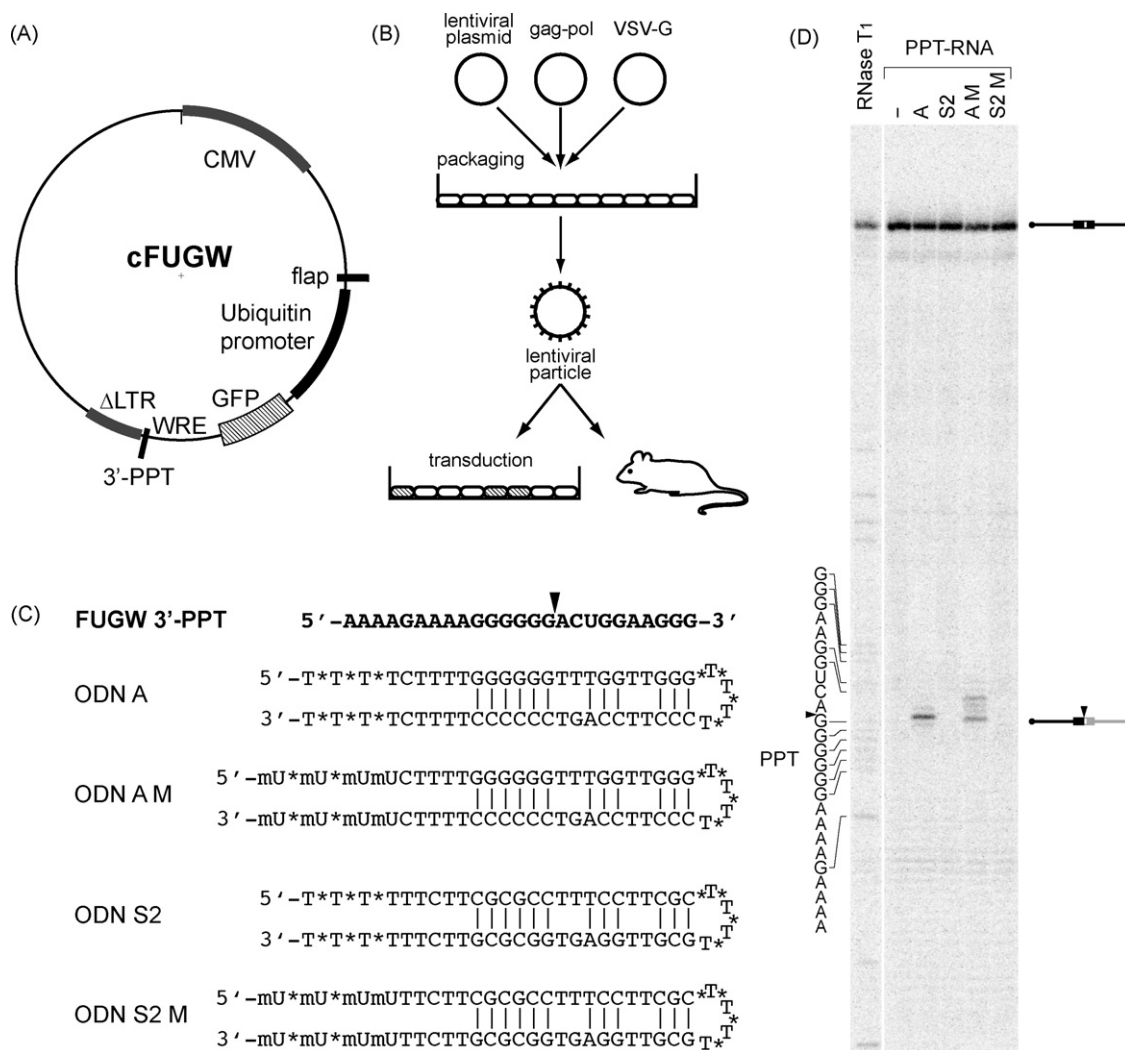 (A)
CMV
cFUGW
flap
Ubiquitin
promoter
GFP
ΔLTR
WRE
3'-PPT
(B)
lentiviral
plasmid
gag-pol
VSV-G
packaging
lentiviral
particle
transduction
(C)
FUGW 3'-PPT 5'-AAAAGAAAAGGGGGGACUGGAAGGG-3'
ODN A
5'-T*T*T*TCTTTTGGGGGGTTTGGTTGGG*T*
T
*
T
3'-T*T*T*TCTTTTCCCCCCTGACCTTCCCT*
ODN A M
5'-mU*mU*mUmUCTTTTGGGGGGTTTGGTTGGG*T*
T
*
T
3'-mU*mU*mUmUCTTTTCCCCCCTGACCTTCCCT*
ODN S2
5'-T*T*T*TTTCTTCGCGCCTTTCCTTCGC*T*
T
*
T
3'-T*T*T*TTTCTTGCGCGGTGAGGTTGCGT*
ODN S2 M
5'-mU*mU*mUmUTTCTTCGCGCCTTTCCTTCGC*T*
T
*
T
3'-mU*mU*mUmUTTCTTGCGCGGTGAGGTTGCGT*
(D)
RNase T1
PPT-RNA
–
A
S2
A M
S2 M
G
G
G
A
A
G
G
U
C
A
G
G
G
G
G
G
A
A
A
A
G
A
A
A
A
PPT